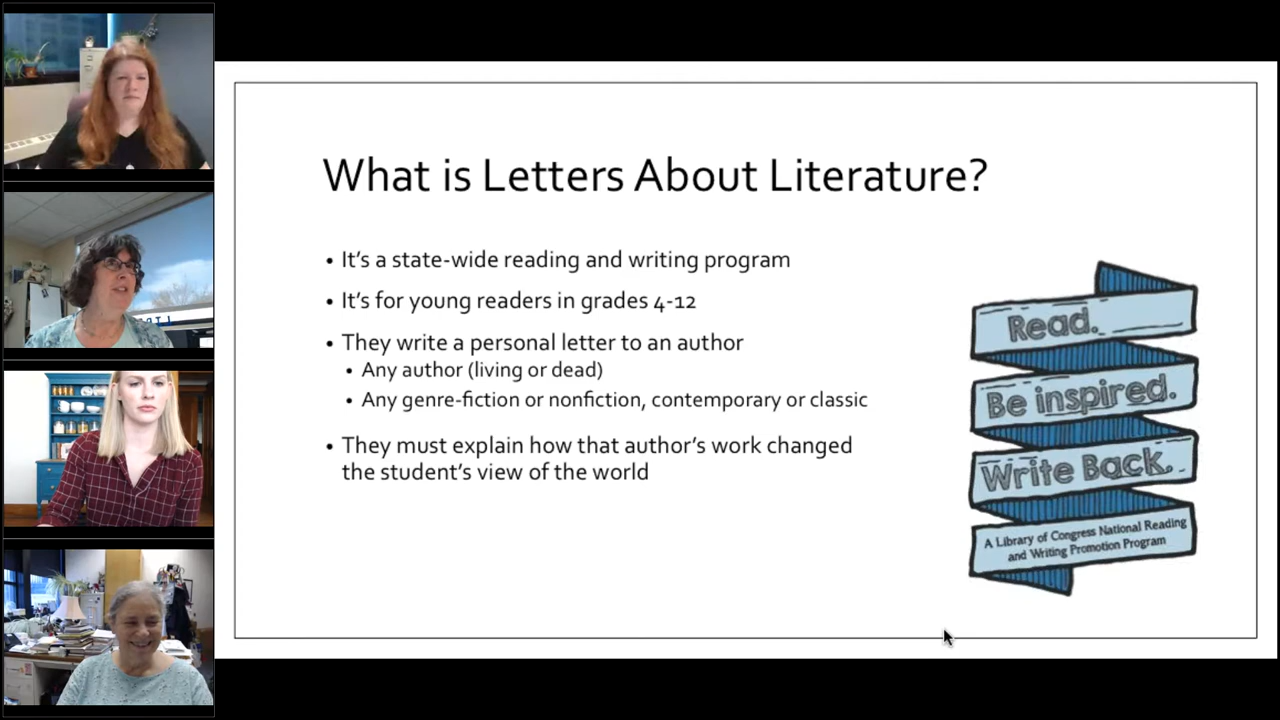 What is Letters About Literature?
• It's a state-wide reading and writing program
• It's for young readers in grades 4-12
• They write a personal letter to an author
• Any author (living or dead)
• Any genre-fiction or nonfiction, contemporary or classic
• They must explain how that author's work changed
the student's view of the world
Read.
Be inspired.
Write Back.
A Library of Congress National Reading
and Writing Promotion Program